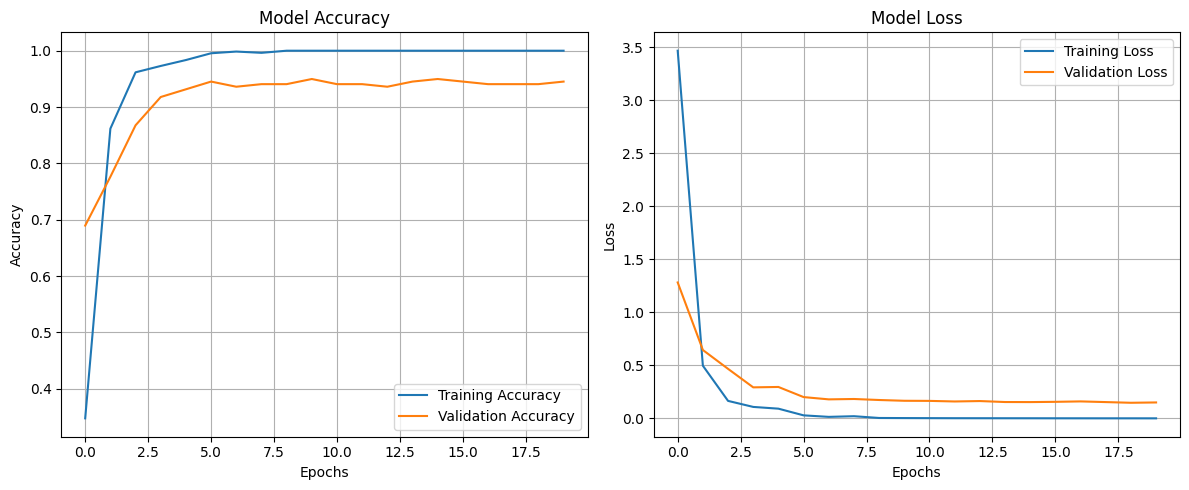 Model Accuracy
1.0
0.9
0.8
0.7
0.6
0.5
0.4
Accuracy
Training Accuracy
Validation Accuracy
0.0 2.5 5.0 7.5 10.0 12.5 15.0 17.5
Epochs
Model Loss
3.5
3.0
2.5
2.0
1.5
1.0
0.5
0.0
Loss
Training Loss
Validation Loss
0.0 2.5 5.0 7.5 10.0 12.5 15.0 17.5
Epochs